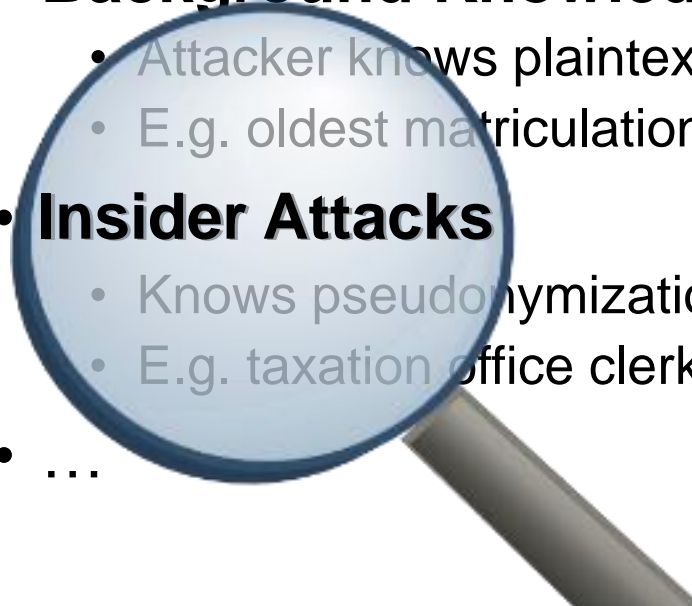 • Attacker knows plaintex
• E.g. oldest matriculation
• Insider Attacks
• Knows pseudonymizatio
• E.g. taxation office clerk
• …